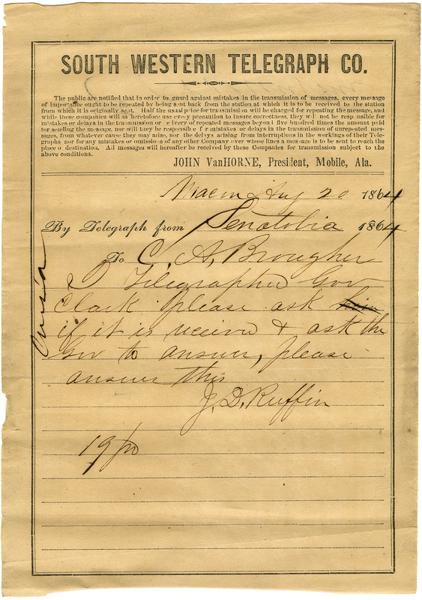 SOUTH WESTERN TELEGRAPH CO.
The public are notified that in order to guard against mistakes in the transmission of messages, every message
of importance ought to be repeated by being sent back from the station at which it is to be received to the station
from which it is originally sent. Half the usual price for transmission will be charged for repeating the message, and
while these companies will as heretofore use every precaution to insure correctness, they will not be responsible for
mistakes or delays in the transmission or delivery of repeated messages beyond five hundred times the amount paid
for sending the message, nor will they be responsible for mistakes or delays in the transmission of unrepeated mes-
sages, from whatever cause they may arise, nor for delays arising from interruptions in the workings of their Tele-
graphs nor for any mistakes or omissions of any other Company over whose lines a message is to be sent to reach the
place of destination. All messages will hereafter be received by these Companies for transmission subject to the
above conditions.
JOHN VanHORNE, President, Mobile, Ala.
Macon Aug 20 1864
By Telegraph from Senatobia 1864
To C. A. Brougher
I Telegraphed Gov
Clark please ask him
if it is received & ask the
Gov to answer, please
answer this
J. D. Ruffin